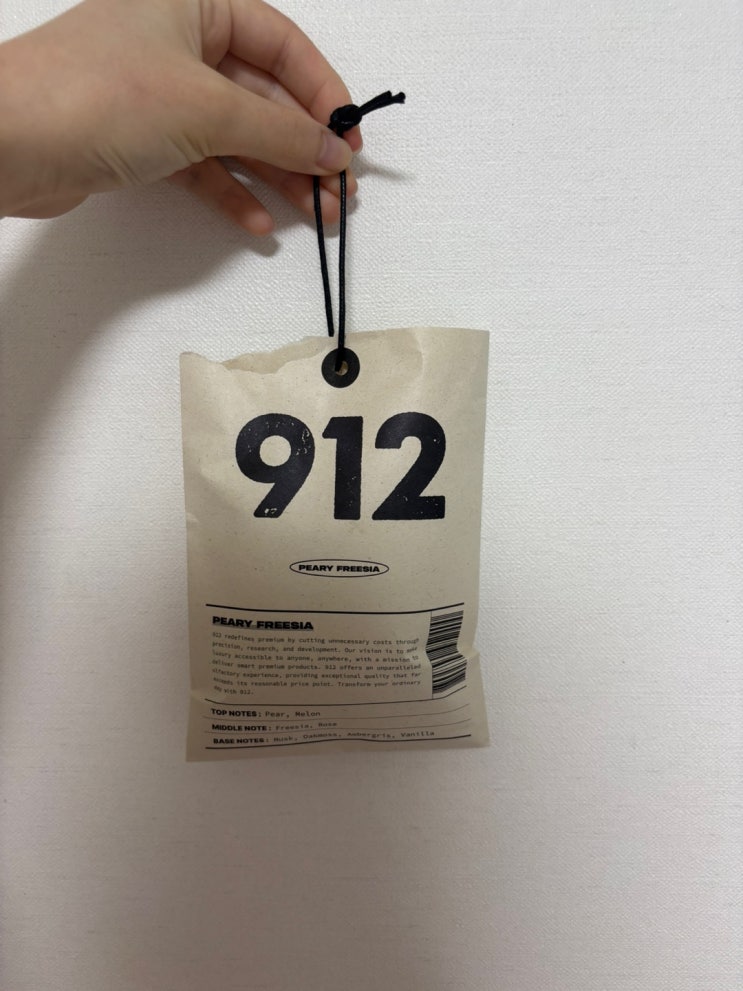 912
PEARY FREESIA
PEARY FREESIA
912 redefines premium by cutting unnecessary costs through
precision, research, and development. Our vision is to make
luxury accessible to anyone, anywhere, with a mission to
deliver smart premium products. 912 offers an unparalleled
olfactory experience, providing exceptional quality that far
exceeds its reasonable price point. Transform your ordinary
day with 912.
TOP NOTES : Pear, Melon
MIDDLE NOTE : Freesia, Rose
BASE NOTES : Musk, Oakmoss, Ambergris, Vanilla